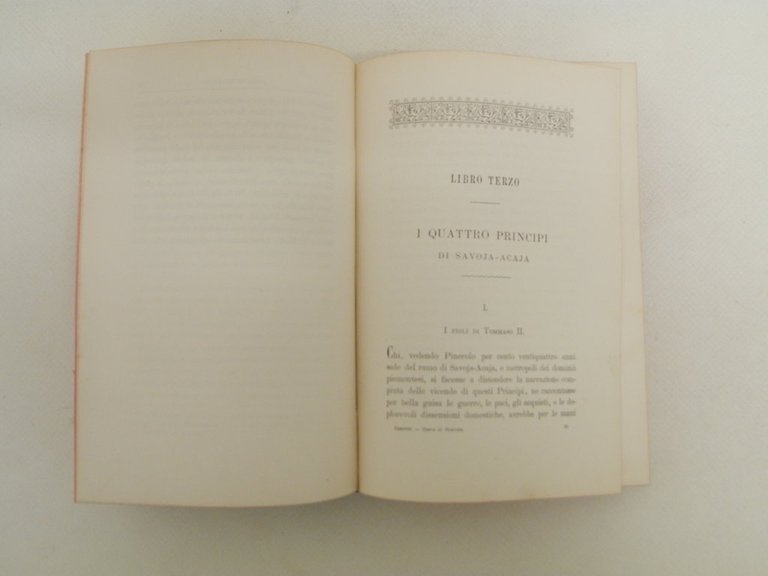 LIBRO TERZO
I QUATTRO PRINCIPI
DI SAVOJA-ACAJA
I.
I FIGLI DI TOMMASO II.
Chi, vedendo Pinerolo per cento ventiquattro anni
sede del ramo di Savoja-Acaja, e metropoli dei dominii
piemontesi, si facesse a distendere la narrazione com-
piuta delle vicende di questi Principi, ne raccontasse
per bella guisa le guerre, le paci, gli acquisti, e le de-
plorevoli dissensioni domestiche, avrebbe per le mani